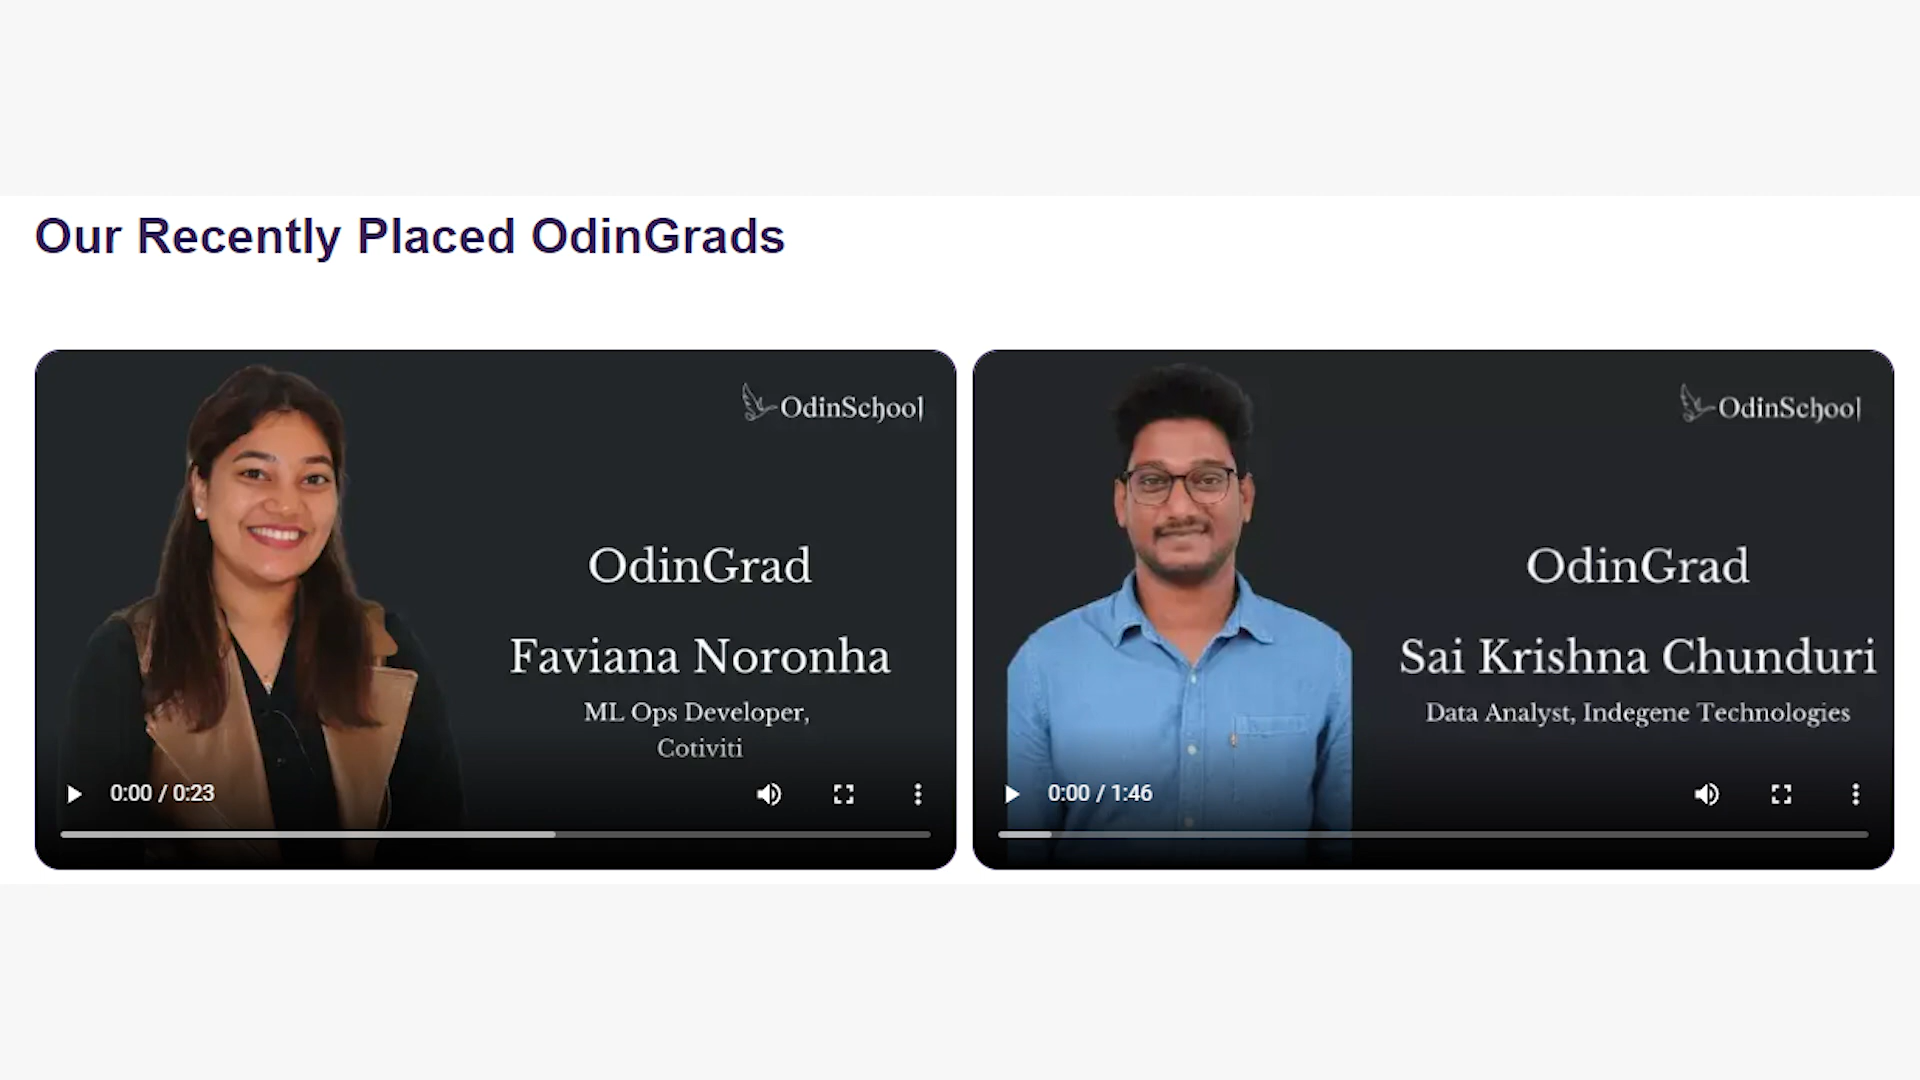 Our Recently Placed OdinGrads
OdinSchool
OdinGrad
Faviana Noronha
ML Ops Developer,
Cotiviti
0:00 / 0:23
OdinSchool
OdinGrad
Sai Krishna Chunduri
Data Analyst, Indegene Technologies
0:00 / 1:46